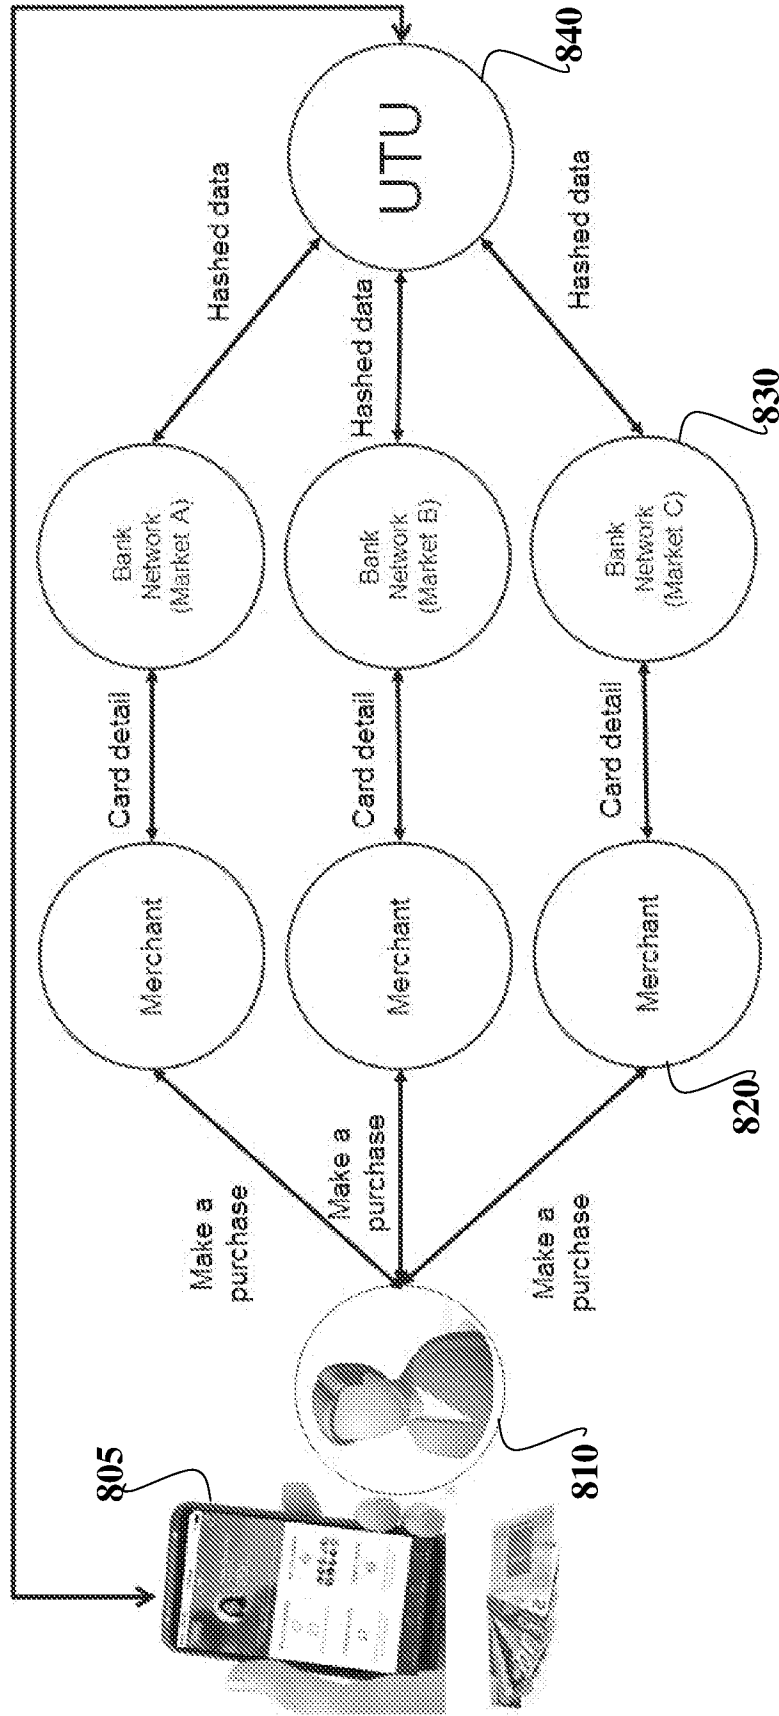 805
810
Make a
purchase
Make a
purchase
Make a
purchase
Merchant
Merchant
Merchant
820
Card detail
Card detail
Card detail
Bank
Network
(Market A)
Bank
Network
(Market B)
Bank
Network
(Market C)
830
Hashed data
Hashed data
Hashed data
UTU
840